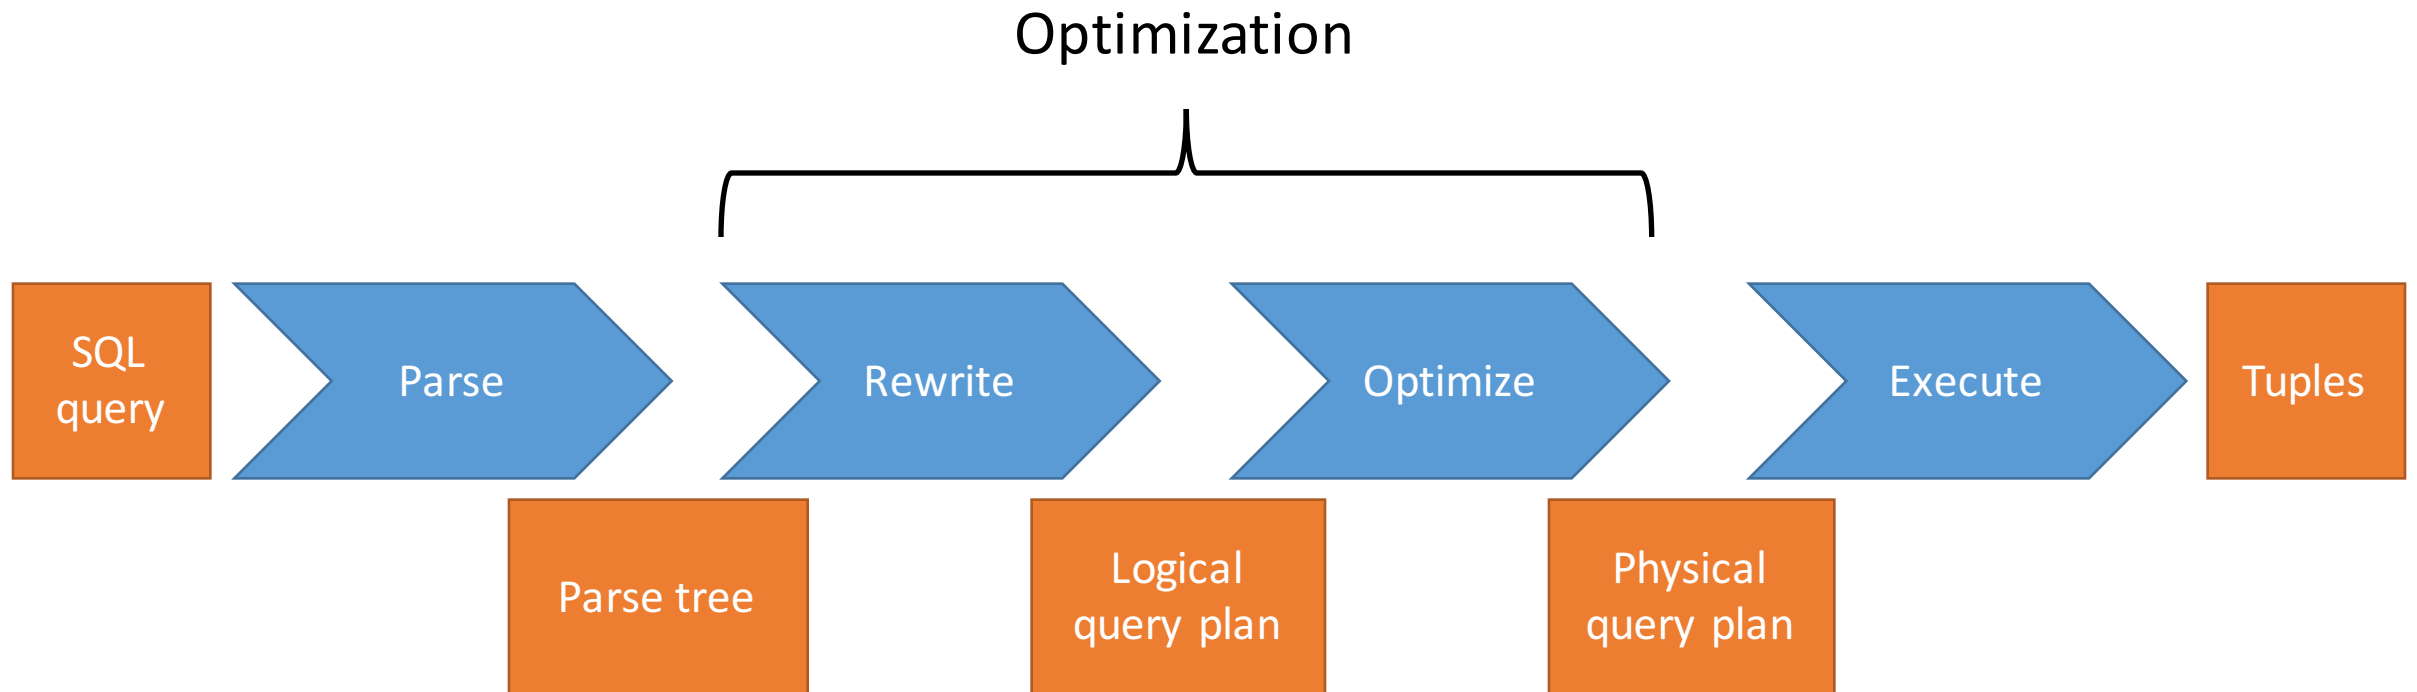 Optimization
SQL
query
Parse
Rewrite
Optimize
Execute
Tuples
Parse tree
Logical
query plan
Physical
query plan